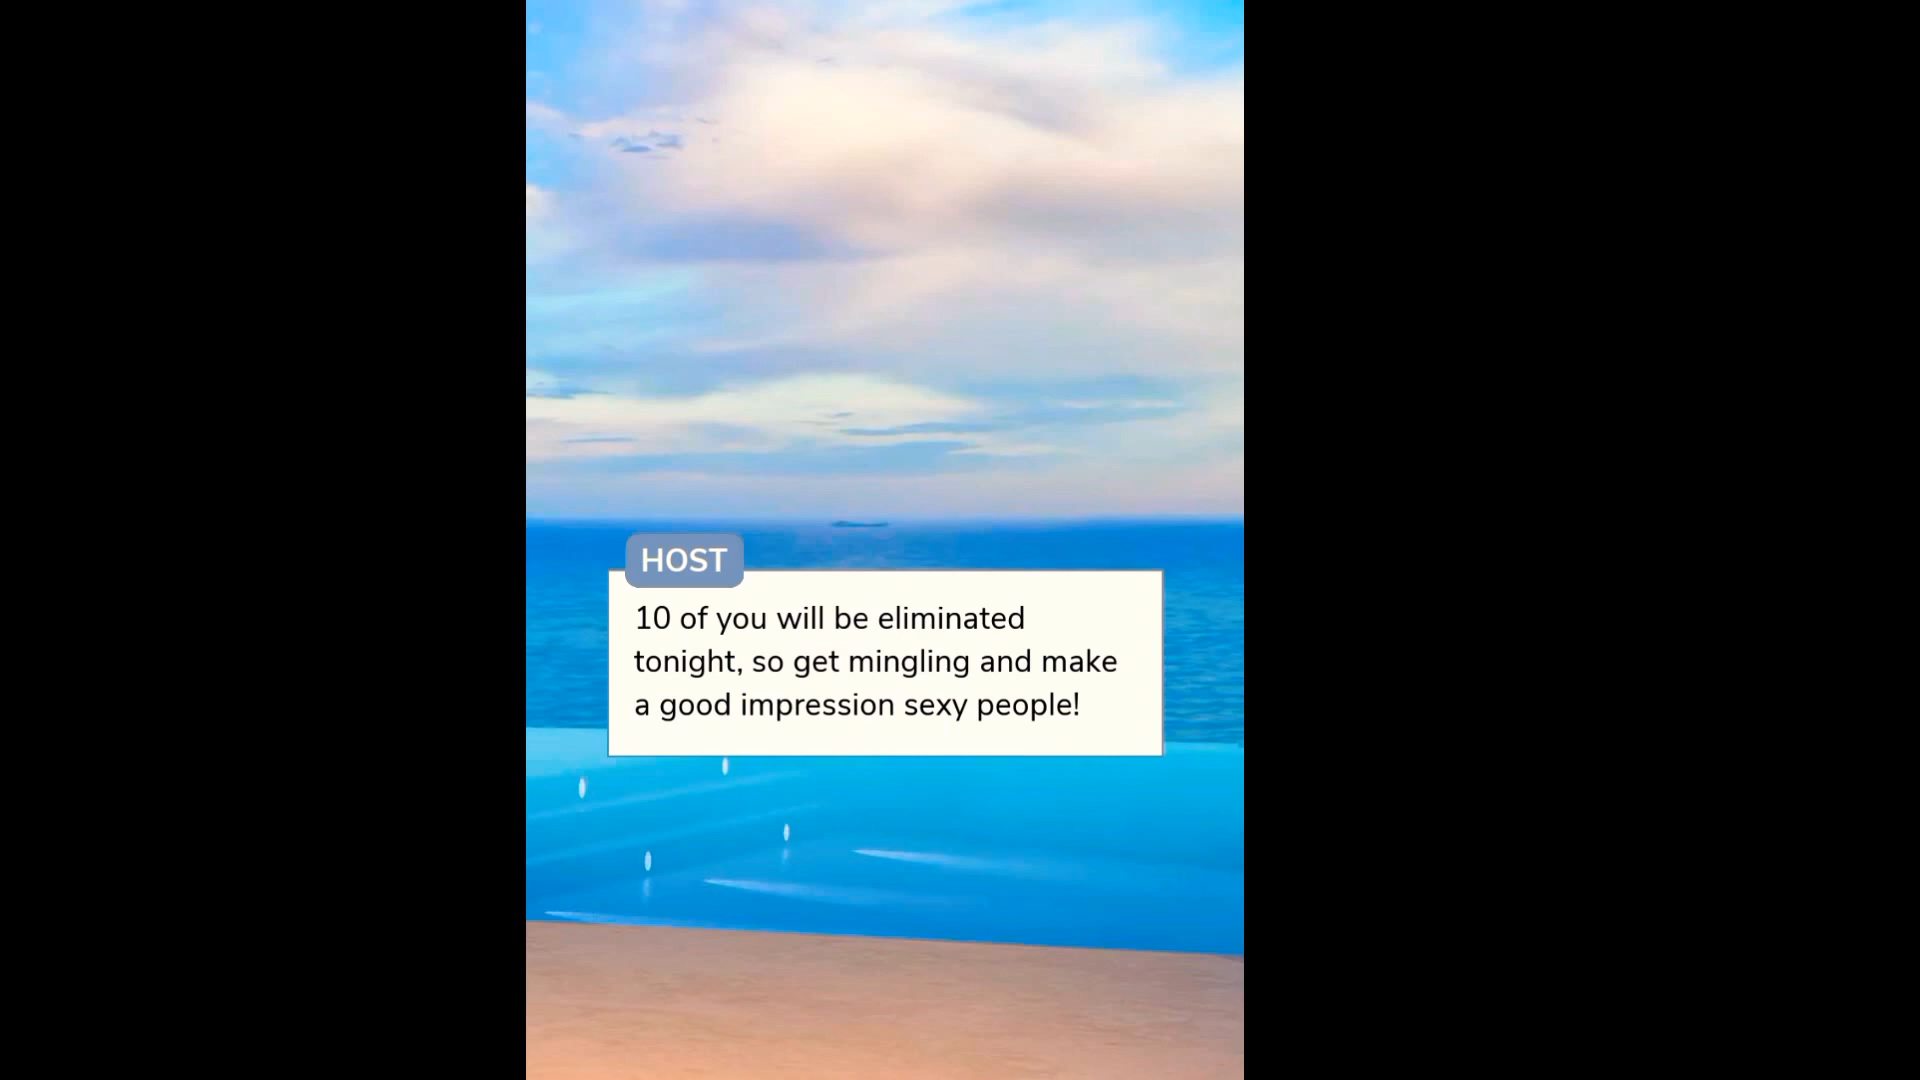 HOST
10 of you will be eliminated
tonight, so get mingling and make
a good impression sexy people!